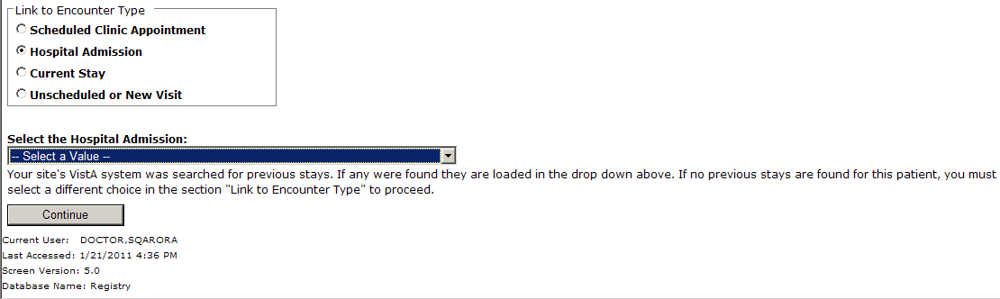 Link to Encounter Type
Scheduled Clinic Appointment
Hospital Admission
Current Stay
Unscheduled or New Visit
Select the Hospital Admission:
-- Select a Value --
Your site's VistA system was searched for previous stays. If any were found they are loaded in the drop down above. If no previous stays are found for this patient, you must
select a different choice in the section "Link to Encounter Type" to proceed.
Continue
Current User: DOCTOR,SQARORA
Last Accessed: 1/21/2011 4:36 PM
Screen Version: 5.0
Database Name: Registry